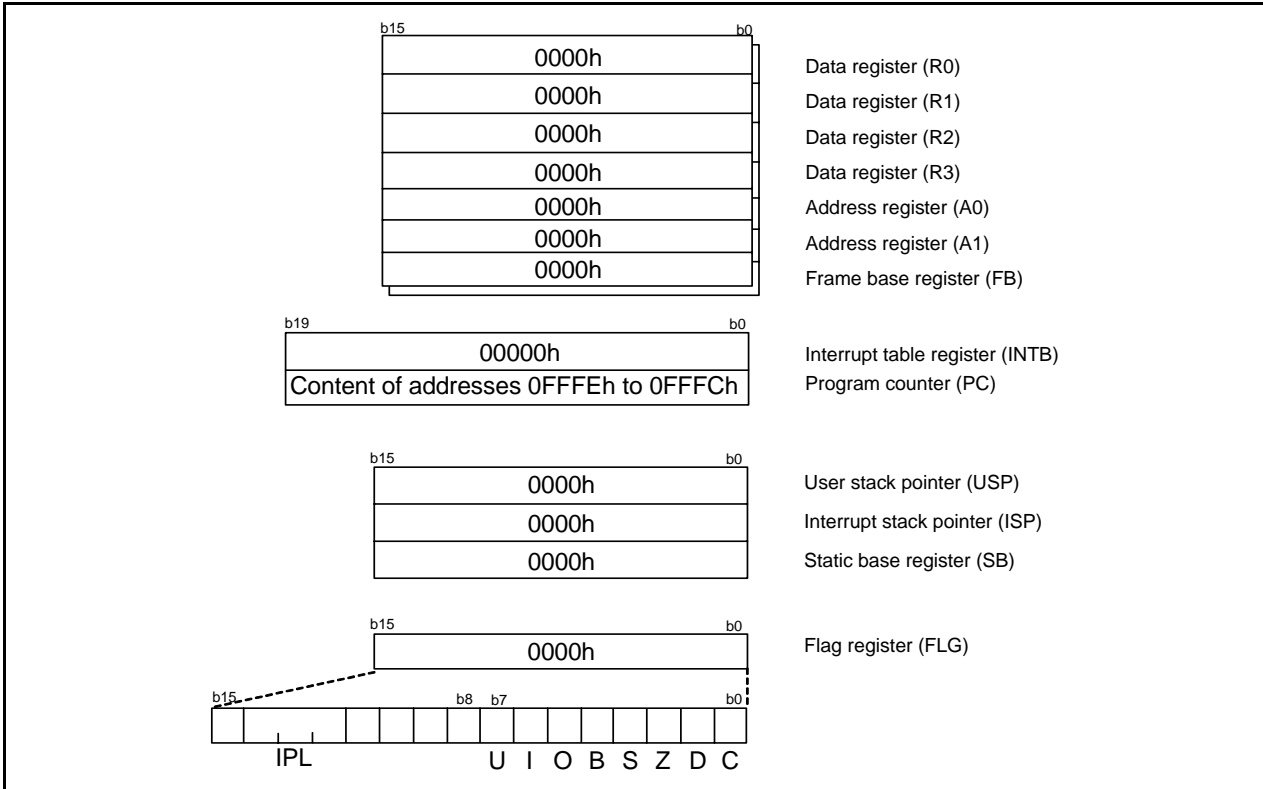 b15 b0
0000h Data register (R0)
0000h Data register (R1)
0000h Data register (R2)
0000h Data register (R3)
0000h Address register (A0)
0000h Address register (A1)
0000h Frame base register (FB)
b19 b0
00000h Interrupt table register (INTB)
Content of addresses 0FFFEh to 0FFFCh Program counter (PC)
b15 b0
0000h User stack pointer (USP)
0000h Interrupt stack pointer (ISP)
0000h Static base register (SB)
b15 b0
0000h Flag register (FLG)
b15 b8 b7 b0
IPL U I O B S Z D C